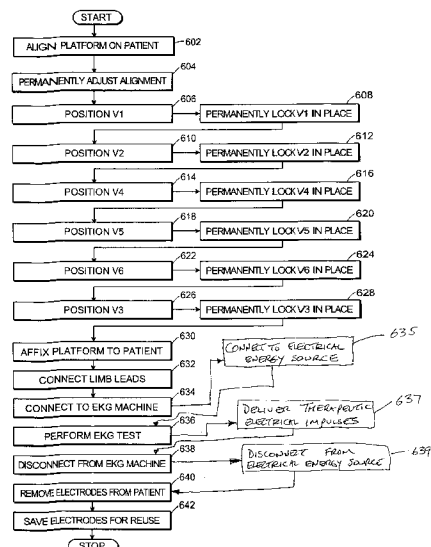 START
ALIGN PLATFORM ON PATIENT
602
604
PERMANENTLY ADJUST ALIGNMENT
606
608
POSITION V1
PERMANENTLY LOCK V1 IN PLACE
610
612
POSITION V2
PERMANENTLY LOCK V2 IN PLACE
614
616
POSITION V4
PERMANENTLY LOCK V4 IN PLACE
618
620
POSITION V5
PERMANENTLY LOCK V5 IN PLACE
622
624
POSITION V6
PERMANENTLY LOCK V6 IN PLACE
626
628
POSITION V3
PERMANENTLY LOCK V3 IN PLACE
630
635
AFFIX PLATFORM TO PATIENT
CONNECT TO ELECTRICAL
ENERGY SOURCE
632
CONNECT LIMB LEADS
634
CONNECT TO EKG MACHINE
637
DELIVER THERAPEUTIC
ELECTRICAL IMPULSES
636
PERFORM EKG TEST
638
639
DISCONNECT FROM EKG MACHINE
DISCONNECT FROM
ELECTRICAL ENERGY SOURCE
640
REMOVE ELECTRODES FROM PATIENT
642
SAVE ELECTRODES FOR REUSE
STOP